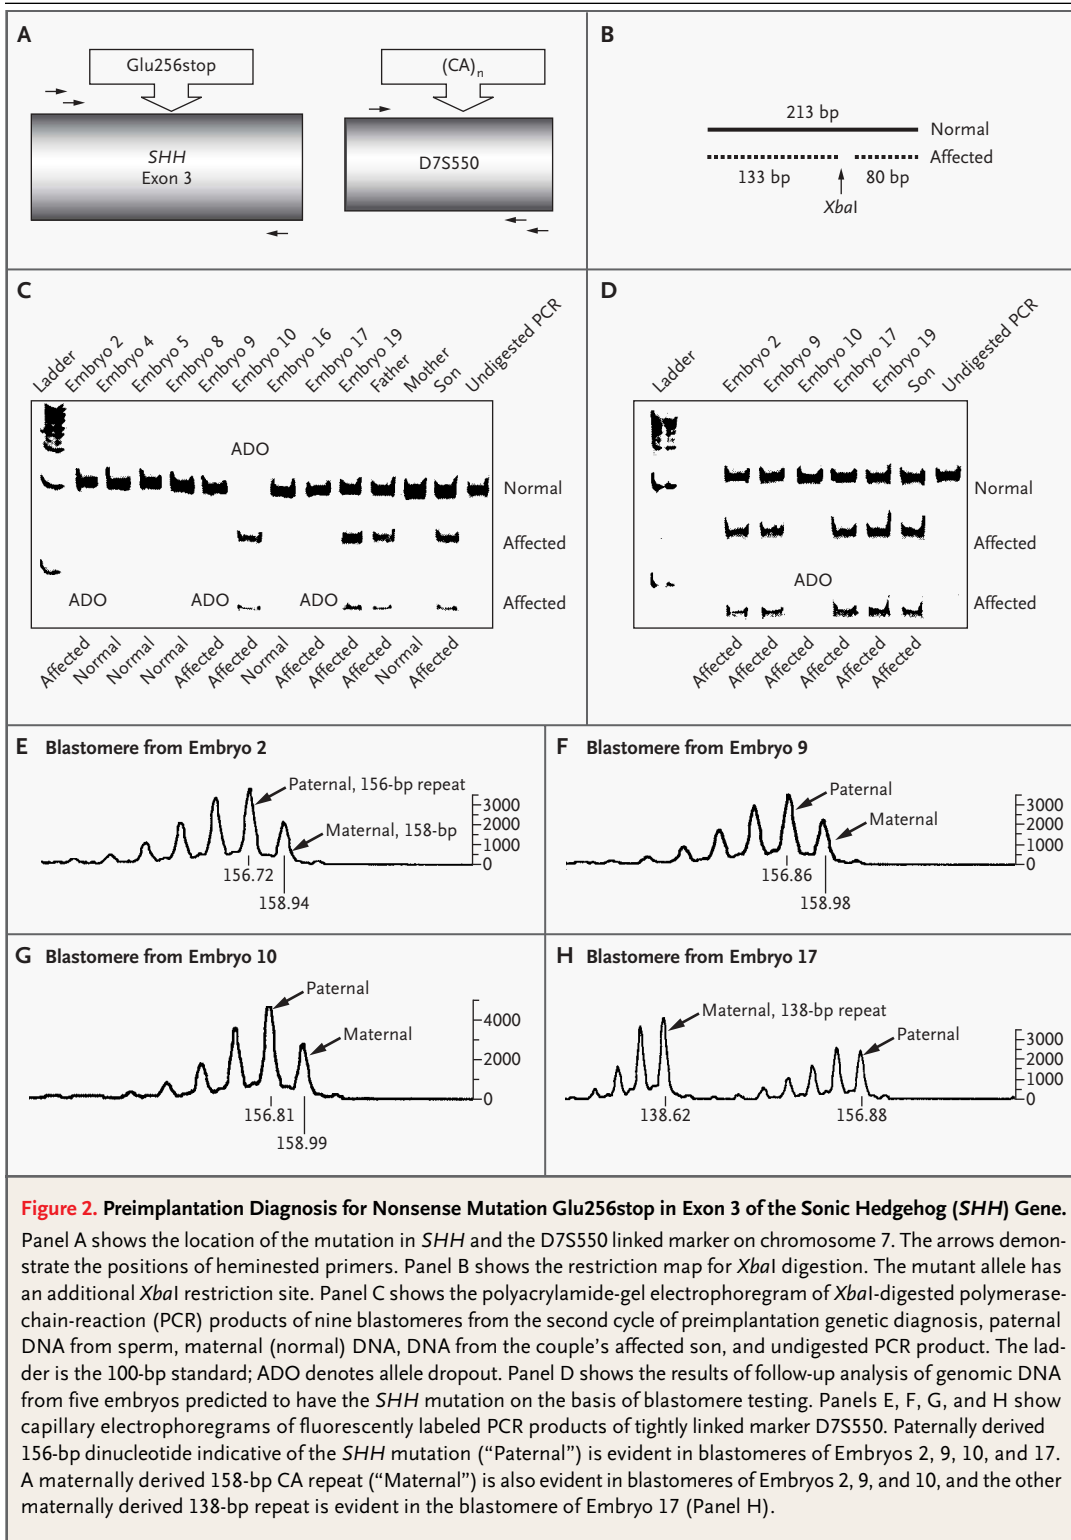 A
Glu256stop
(CA)n
SHH
Exon 3
D7S550
B
213 bp
Normal
Affected
133 bp
80 bp
XbaI
C
Ladder
Embryo 2
Embryo 4
Embryo 5
Embryo 8
Embryo 9
Embryo 10
Embryo 16
Embryo 17
Embryo 19
Father
Mother
Son
Undigested PCR
ADO
Normal
Affected
ADO
ADO
ADO
Affected
Affected
Normal
Normal
Normal
Affected
Affected
Normal
Affected
Affected
Affected
Normal
Affected
D
Ladder
Embryo 2
Embryo 9
Embryo 10
Embryo 17
Embryo 19
Son
Undigested PCR
Normal
Affected
ADO
Affected
Affected
Affected
Affected
Affected
Affected
Affected
E Blastomere from Embryo 2
Paternal, 156-bp repeat
Maternal, 158-bp
3000
2000
1000
0
156.72
158.94
F Blastomere from Embryo 9
Paternal
Maternal
3000
2000
1000
0
156.86
158.98
G Blastomere from Embryo 10
Paternal
Maternal
4000
2000
0
156.81
158.99
H Blastomere from Embryo 17
Maternal, 138-bp repeat
Paternal
3000
2000
1000
0
138.62
156.88
Figure 2. Preimplantation Diagnosis for Nonsense Mutation Glu256stop in Exon 3 of the Sonic Hedgehog (SHH) Gene.
Panel A shows the location of the mutation in SHH and the D7S550 linked marker on chromosome 7. The arrows demon-
strate the positions of heminested primers. Panel B shows the restriction map for XbaI digestion. The mutant allele has
an additional XbaI restriction site. Panel C shows the polyacrylamide-gel electrophoregram of XbaI-digested polymerase-
chain-reaction (PCR) products of nine blastomeres from the second cycle of preimplantation genetic diagnosis, paternal
DNA from sperm, maternal (normal) DNA, DNA from the couple's affected son, and undigested PCR product. The lad-
der is the 100-bp standard; ADO denotes allele dropout. Panel D shows the results of follow-up analysis of genomic DNA
from five embryos predicted to have the SHH mutation on the basis of blastomere testing. Panels E, F, G, and H show
capillary electrophoregrams of fluorescently labeled PCR products of tightly linked marker D7S550. Paternally derived
156-bp dinucleotide indicative of the SHH mutation (“Paternal”) is evident in blastomeres of Embryos 2, 9, 10, and 17.
A maternally derived 158-bp CA repeat (“Maternal”) is also evident in blastomeres of Embryos 2, 9, and 10, and the other
maternally derived 138-bp repeat is evident in the blastomere of Embryo 17 (Panel H).